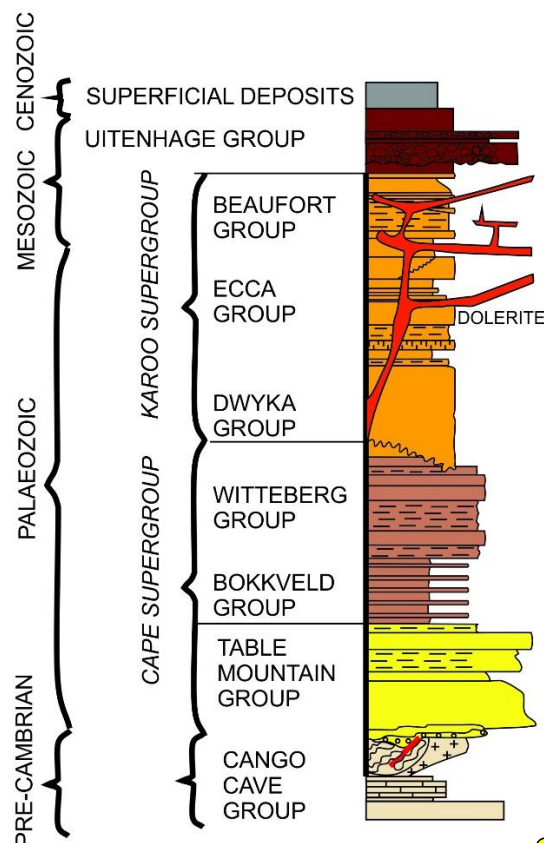 CENOZOIC
SUPERFICIAL DEPOSITS
UITENHAGE GROUP
MESOZOIC
KAROO SUPERGROUP
BEAUFORT
GROUP
ECCA
GROUP
DOLERITE
DWYKA
GROUP
PALAEOZOIC
CAPE SUPERGROUP
WITTEBERG
GROUP
BOKKVELD
GROUP
TABLE
MOUNTAIN
GROUP
PRE-CAMBRIAN
CANGO
CAVE
GROUP